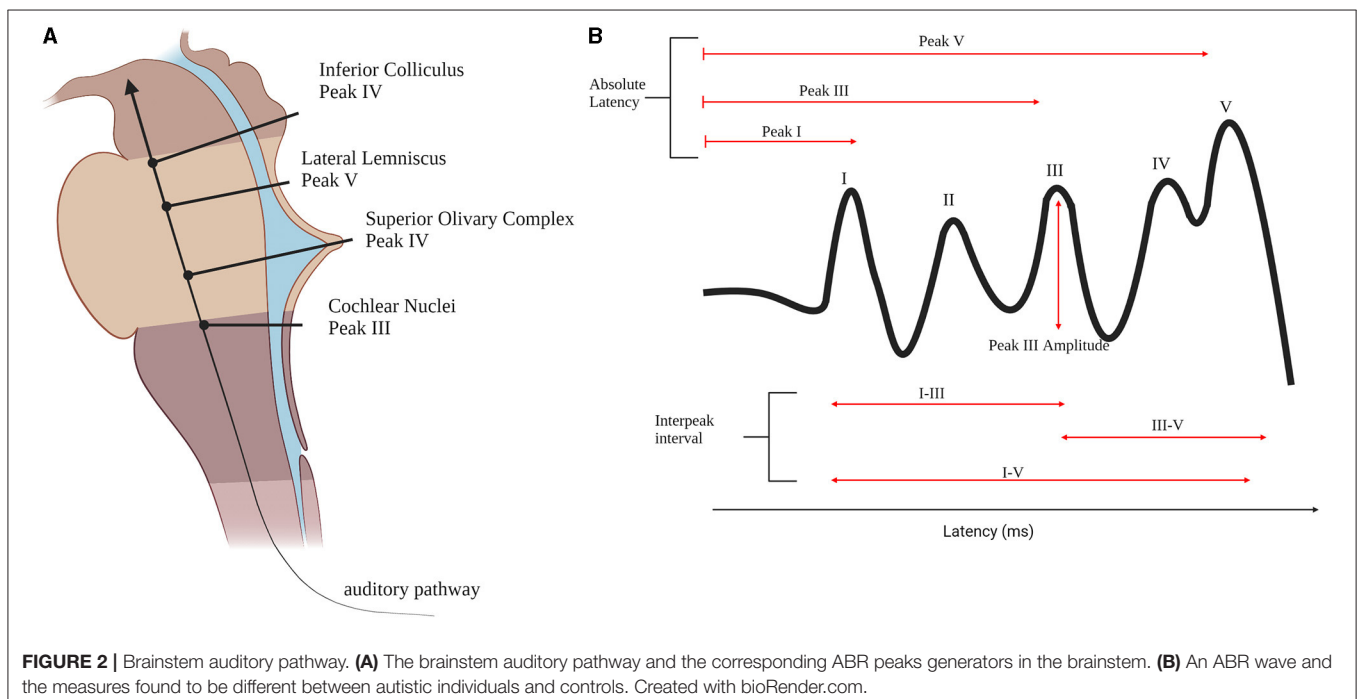 A
Inferior Colliculus
Peak IV
Lateral Lemniscus
Peak V
Superior Olivary Complex
Peak IV
Cochlear Nuclei
Peak III
auditory pathway
B
Absolute
Latency
Peak V
Peak III
Peak I
I
II
III
IV
V
Peak III Amplitude
Interpeak
interval
I-III
III-V
I-V
Latency (ms)
FIGURE 2 | Brainstem auditory pathway. (A) The brainstem auditory pathway and the corresponding ABR peaks generators in the brainstem. (B) An ABR wave and
the measures found to be different between autistic individuals and controls. Created with bioRender.com.